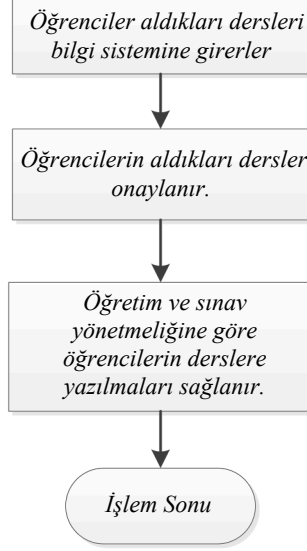 Öğrenciler aldıkları dersleri
bilgi sistemine girerler
Öğrencilerin aldıkları dersler
onaylanır.
Öğretim ve sınav
yönetmeliğine göre
öğrencilerin derslere
yazılmaları sağlanır.
İşlem Sonu